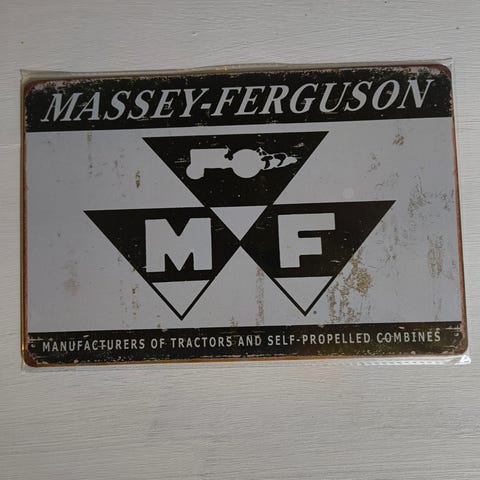 MASSEY-FERGUSON
M F
MANUFACTURERS OF TRACTORS AND SELF-PROPELLED COMBINES